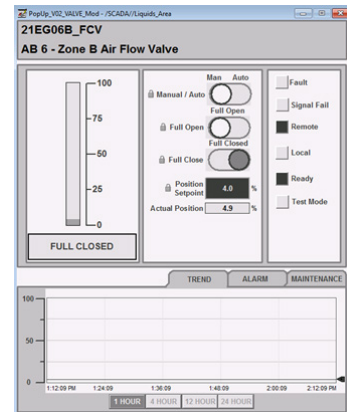 PopUp_V02_VALVE_Mod - /SCADA//Liquids_Area
21EG06B_FCV
AB 6 - Zone B Air Flow
Valve
100
75
50
25
0
FULL CLOSED
Man Auto
Manual / Auto
Full Open
Full Open
Full Closed
Full Close
Position
Setpoint
4.0 %
Actual Position 4.9 %
Fault
Signal Fail
Remote
Local
Ready
Test Mode
TREND ALARM MAINTENANCE
100
50
0
1:12:09 PM 1:24:09 1:36:09 1:48:09 2:00:09 2:12:09 PM
1 HOUR 4 HOUR 12 HOUR 24 HOUR